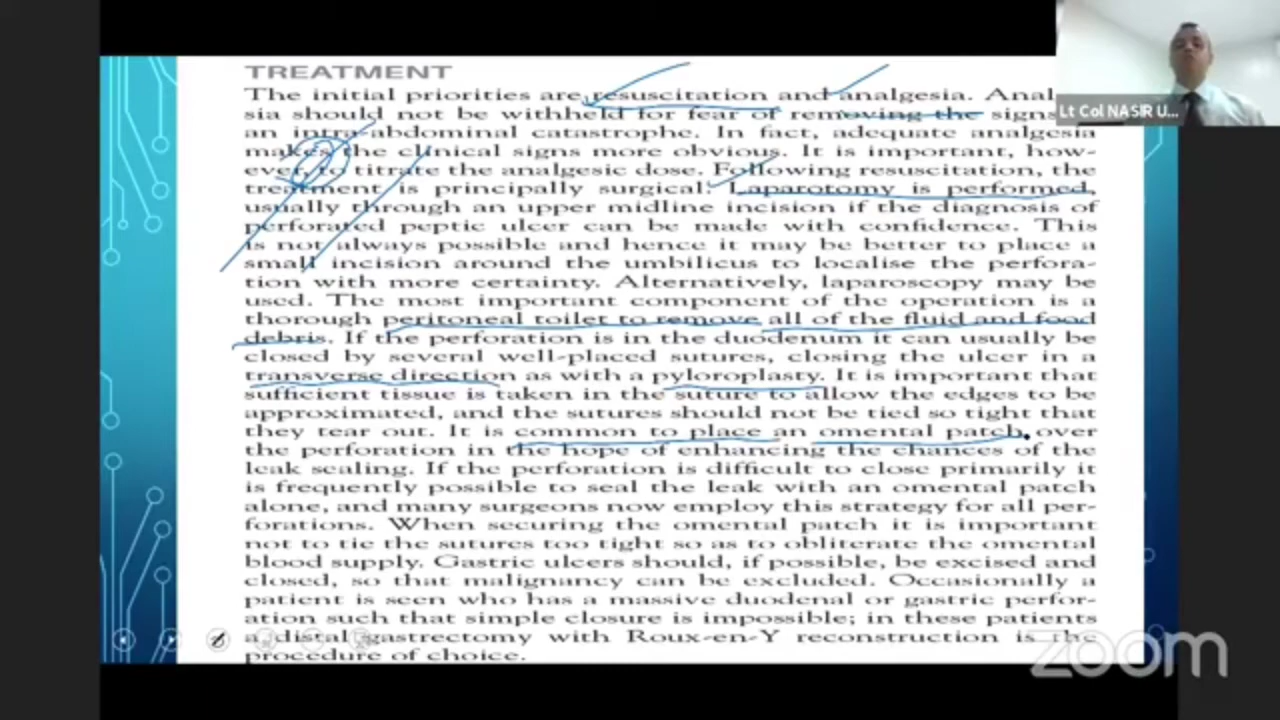 TREATMENT
The initial priorities are resuscitation and analgesia. Anal
sia should not be withheld for fear of removing the signs
an intra-abdominal catastrophe. In fact, adequate analgesia
makes the clinical signs more obvious. It is important, how-
ever, to titrate the analgesic dose. Following resuscitation, the
treatment is principally surgical. Laparotomy is performed,
usually through an upper midline incision if the diagnosis of
perforated peptic ulcer can be made with confidence. This
is not always possible and hence it may be better to place a
small incision around the umbilicus to localise the perfora-
tion with more certainty. Alternatively, laparoscopy may be
used. The most important component of the operation is a
thorough peritoneal toilet to remove all of the fluid and food
debris. If the perforation is in the duodenum it can usually be
closed by several well-placed sutures, closing the ulcer in a
transverse direction as with a pyloroplasty. It is important that
sufficient tissue is taken in the suture to allow the edges to be
approximated, and the sutures should not be tied so tight that
they tear out. It is common to place an omental patch over
the perforation in the hope of enhancing the chances of the
leak sealing. If the perforation is difficult to close primarily it
is frequently possible to seal the leak with an omental patch
alone, and many surgeons now employ this strategy for all per-
forations. When securing the omental patch it is important
not to tie the sutures too tight so as to obliterate the omental
blood supply. Gastric ulcers should, if possible, be excised and
closed, so that malignancy can be excluded. Occasionally a
patient is seen who has a massive duodenal or gastric perfor-
ation such that simple closure is impossible; in these patients
a distal gastrectomy with Roux-en-Y reconstruction is the
procedure of choice.
Lt Col NASIR U...
zoom